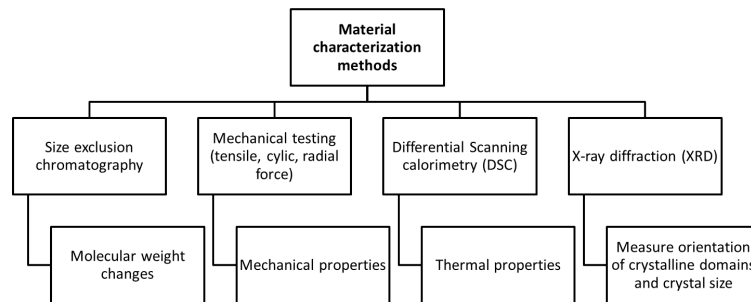 Material
characterization
methods
Size exclusion
chromatography
Mechanical testing
(tensile, cylic, radial
force)
Differential Scanning
calorimetry (DSC)
X-ray diffraction (XRD)
Molecular weight
changes
Mechanical properties
Thermal properties
Measure orientation
of crystalline domains
and crystal size